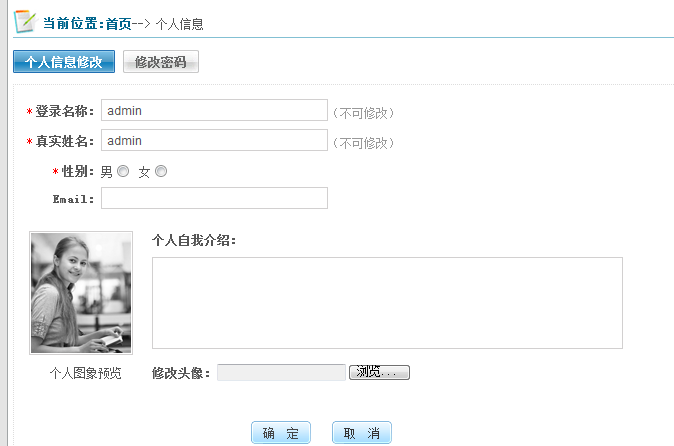 当前位置:首页--> 个人信息
个人信息修改 修改密码
*登录名称: admin (不可修改)
*真实姓名: admin (不可修改)
*性别: 男 女
Email:
个人自我介绍:
个人图象预览 修改头像: 浏览...
确 定 取 消